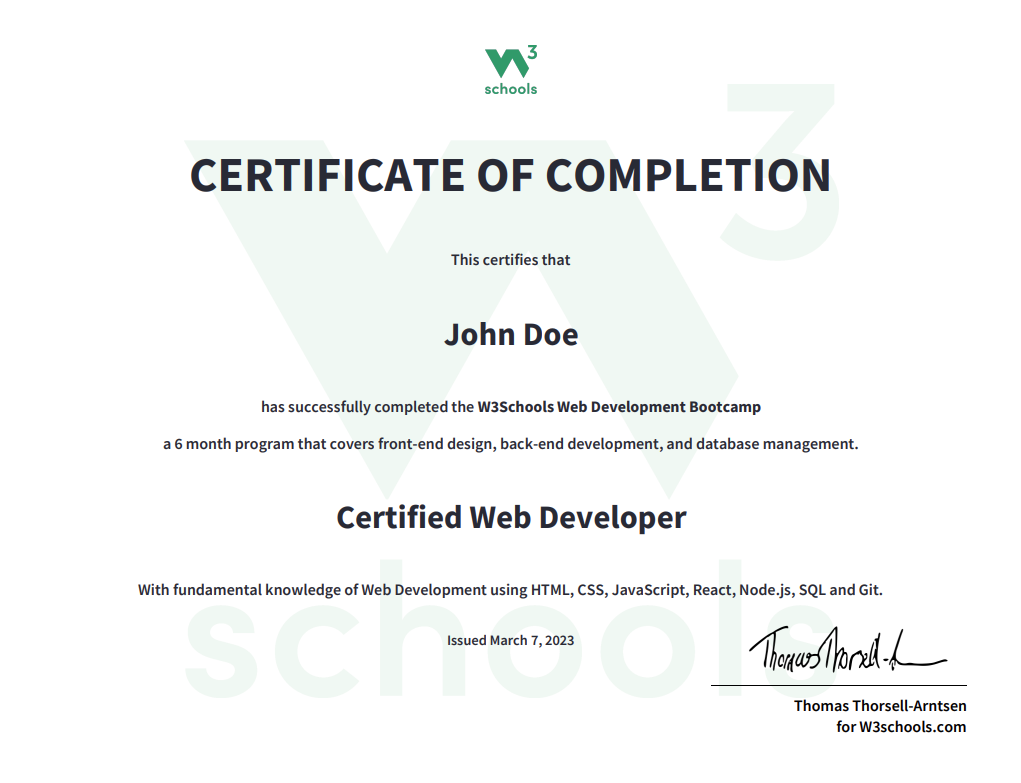 3
schools
CERTIFICATE OF COMPLETION
This certifies that
John Doe
has successfully completed the W3Schools Web Development Bootcamp
a 6 month program that covers front-end design, back-end development, and database management.
Certified Web Developer
With fundamental knowledge of Web Development using HTML, CSS, JavaScript, React, Node.js, SQL and Git.
Issued March 7, 2023
Thomas Thorsell-A
Thomas Thorsell-Arntsen
for W3schools.com
W3
schools